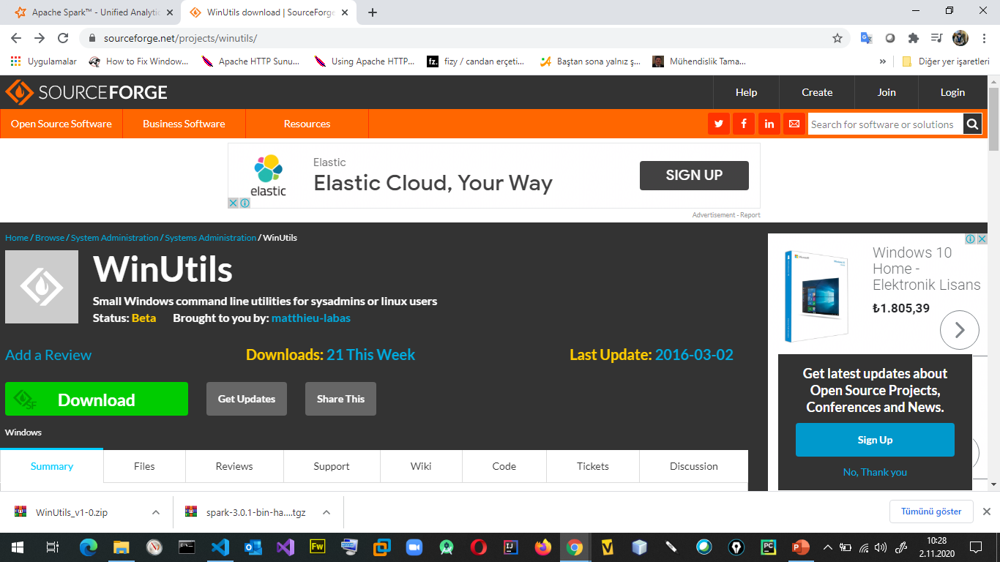 Apache Spark™ - Unified Analytic
WinUtils download | SourceForge
sourceforge.net/projects/winutils/
Uygulamalar
How to Fix Window...
Apache HTTP Sunu...
Using Apache HTTP...
fz.
fizy / candan erçeti...
Baştan sona yalnız ş...
Mühendislik Tama...
»
Diğer yer işaretleri
SOURCEFORGE
Help
Create
Join
Login
Open Source Software
Business Software
Resources
Search for software or solutions
elastic
Elastic
Elastic Cloud, Your Way
SIGN UP
Advertisement - Report
Home / Browse / System Administration / Systems Administration / WinUtils
WinUtils
Small Windows command line utilities for sysadmins or linux users
Status: Beta Brought to you by: matthieu-labas
Add a Review
Downloads: 21 This Week
Last Update: 2016-03-02
SF
Download
Get Updates
Share This
Windows
Summary
Files
Reviews
Support
Wiki
Code
Tickets
Discussion
Windows 10
Home -
Elektronik Lisans
₺1.805,39
Get latest updates about
Open Source Projects,
Conferences and News.
Sign Up
No, Thank you
WinUtils_v1-0.zip
spark-3.0.1-bin-ha....tgz
Tümünü göster
Fw
IJ
PC
10:28
2.11.2020